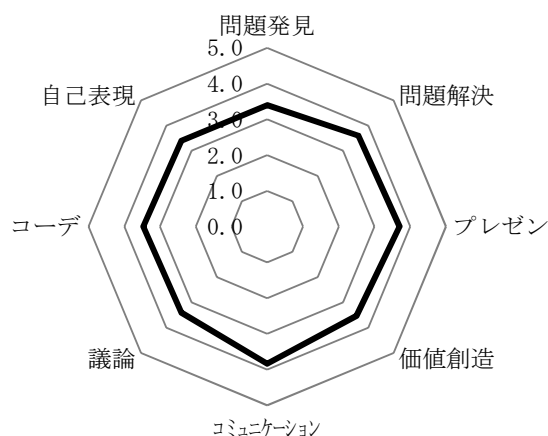 問題発見
5.0
4.0
3.0
2.0
1.0
0.0
問題解決
プレゼン
価値創造
コミュニケーション
議論
コーデ
自己表現